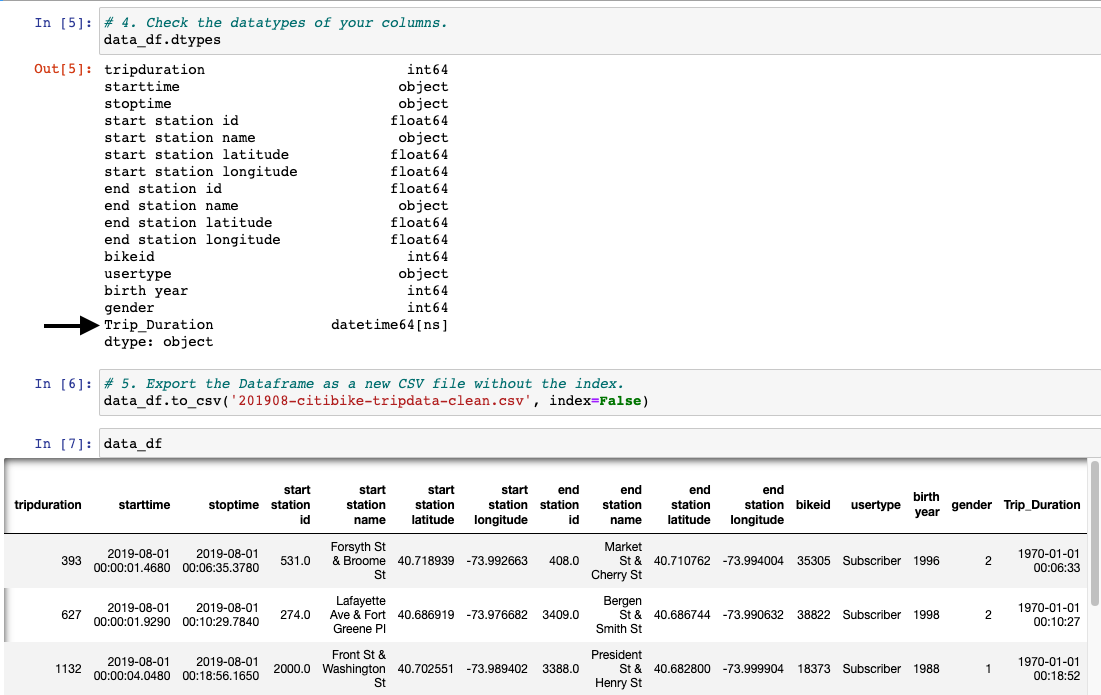 In [5]: # 4. Check the datatypes of your columns.
data_df.dtypes
Out[5]: tripduration int64
starttime object
stoptime object
start station id float64
start station name object
start station latitude float64
start station longitude float64
end station id float64
end station name object
end station latitude float64
end station longitude float64
bikeid int64
usertype object
birth year int64
gender int64
Trip_Duration datetime64[ns]
dtype: object
In [6]: # 5. Export the Dataframe as a new CSV file without the index.
data_df.to_csv('201908-citibike-tripdata-clean.csv', index=False)
In [7]: data_df
tripduration starttime stoptime start station id start station name start station latitude start station longitude end station id end station name end station latitude end station longitude bikeid usertype birth year gender Trip_Duration
393 2019-08-01 00:00:01.4680 2019-08-01 00:06:35.3780 531.0 Forsyth St & Broome St 40.718939 -73.992663 408.0 Market St & Cherry St 40.710762 -73.994004 35305 Subscriber 1996 2 1970-01-01 00:06:33
627 2019-08-01 00:00:01.9290 2019-08-01 00:10:29.7840 274.0 Lafayette Ave & Fort Greene Pl 40.686919 -73.976682 3409.0 Bergen St & Smith St 40.686744 -73.990632 38822 Subscriber 1998 2 1970-01-01 00:10:27
1132 2019-08-01 00:00:04.0480 2019-08-01 00:18:56.1650 2000.0 Front St & Washington St 40.702551 -73.989402 3388.0 President St & Henry St 40.682800 -73.999904 18373 Subscriber 1988 1 1970-01-01 00:18:52